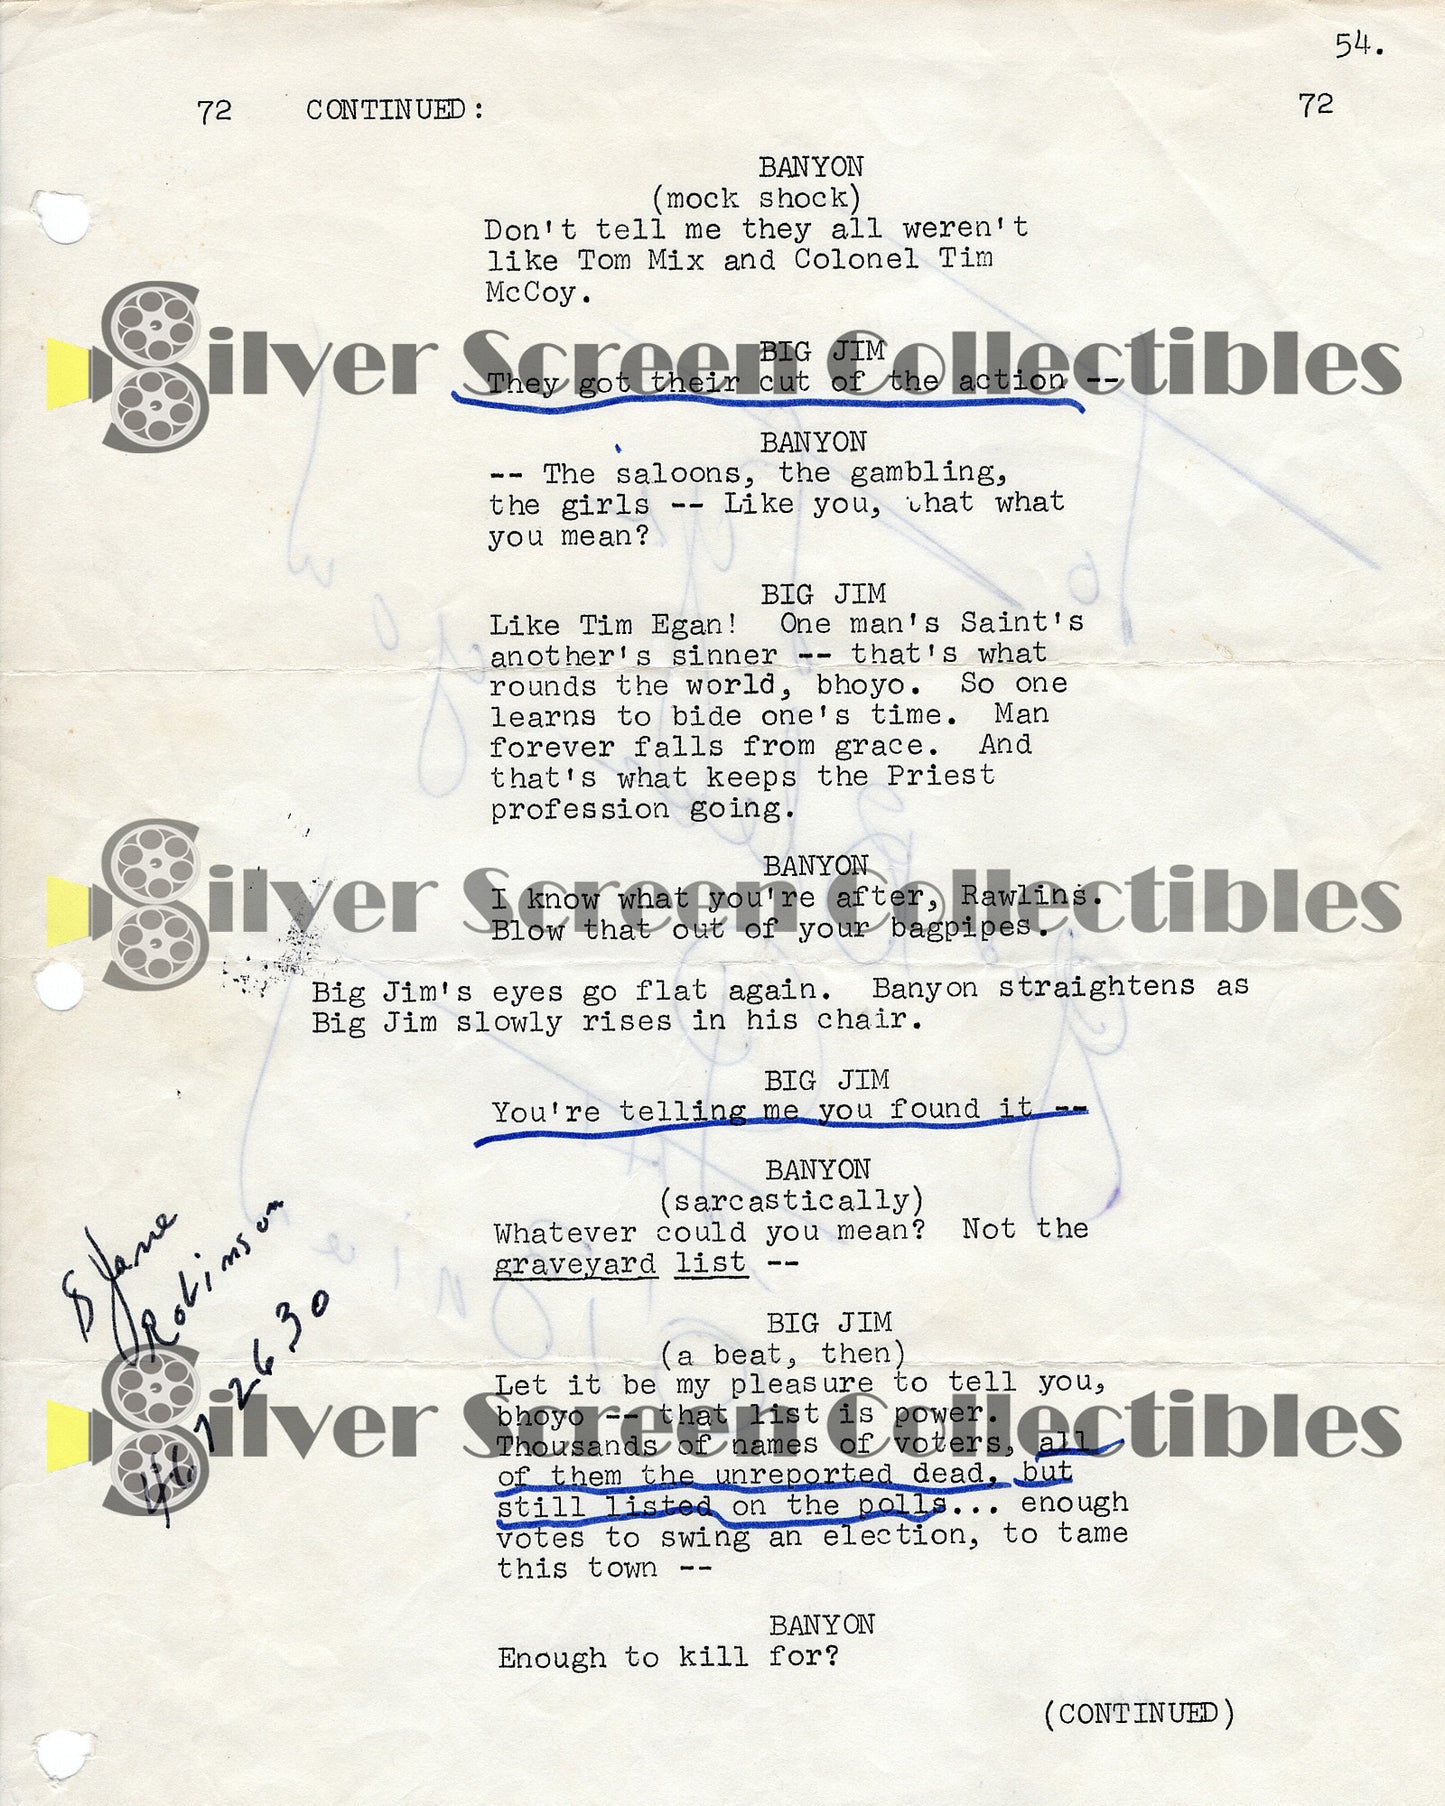 54.
72 CONTINUED: 72
BANYON
(mock shock)
Don't tell me they all weren't
like Tom Mix and Colonel Tim
McCoy.
Silver Screen Collectibles
BIG JIM
They got their cut of the action --
BANYON
-- The saloons, the gambling,
the girls -- Like you, that what
you mean?
BIG JIM
Like Tim Egan! One man's Saint's
another's sinner -- that's what
rounds the world, bhoyo. So one
learns to bide one's time. Man
forever falls from grace. And
that's what keeps the Priest
profession going.
BANYON
Silver Screen Collectibles
I know what you're after, Rawlins.
Blow that out of your bagpipes.
Big Jim's eyes go flat again. Banyon straightens as
Big Jim slowly rises in his chair.
BIG JIM
You're telling me you found it --
BANYON
(sarcastically)
Whatever could you mean? Not the
graveyard list --
Robinson
2630
BIG JIM
(a beat, then)
Let it be my pleasure to tell you,
bhoyo -- that list is power.
Silver Screen Collectibles
Thousands of names of voters, all
of them the unreported dead, but
still listed on the polls... enough
votes to swing an election, to tame
this town --
BANYON
Enough to kill for?
(CONTINUED)